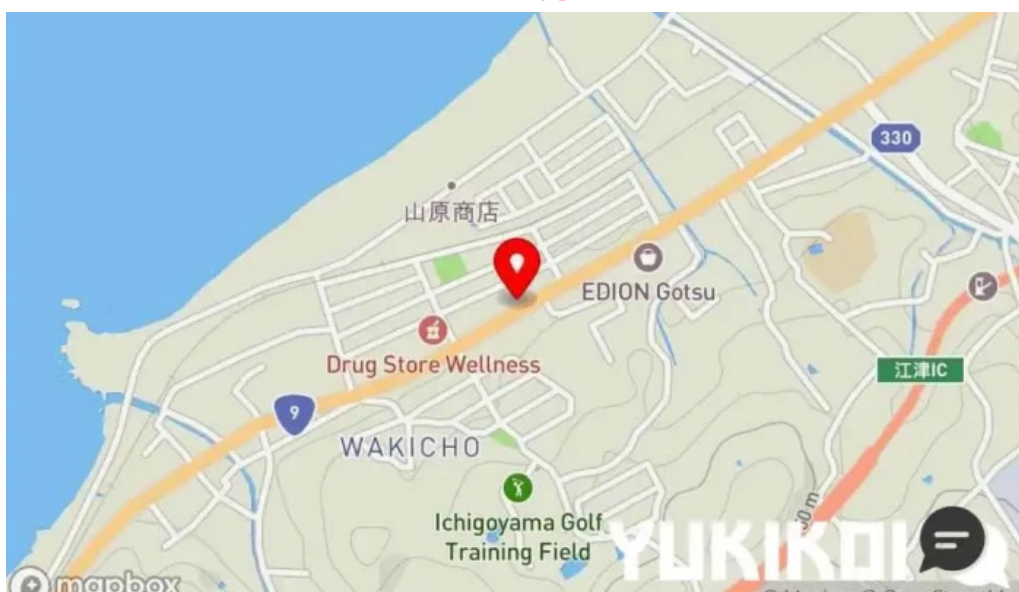 330
山原商店
EDION Gotsu
Drug Store Wellness
江津IC
9
WAKICHO
Ichigoyama Golf
Training Field
YUKIKOI
mapbox